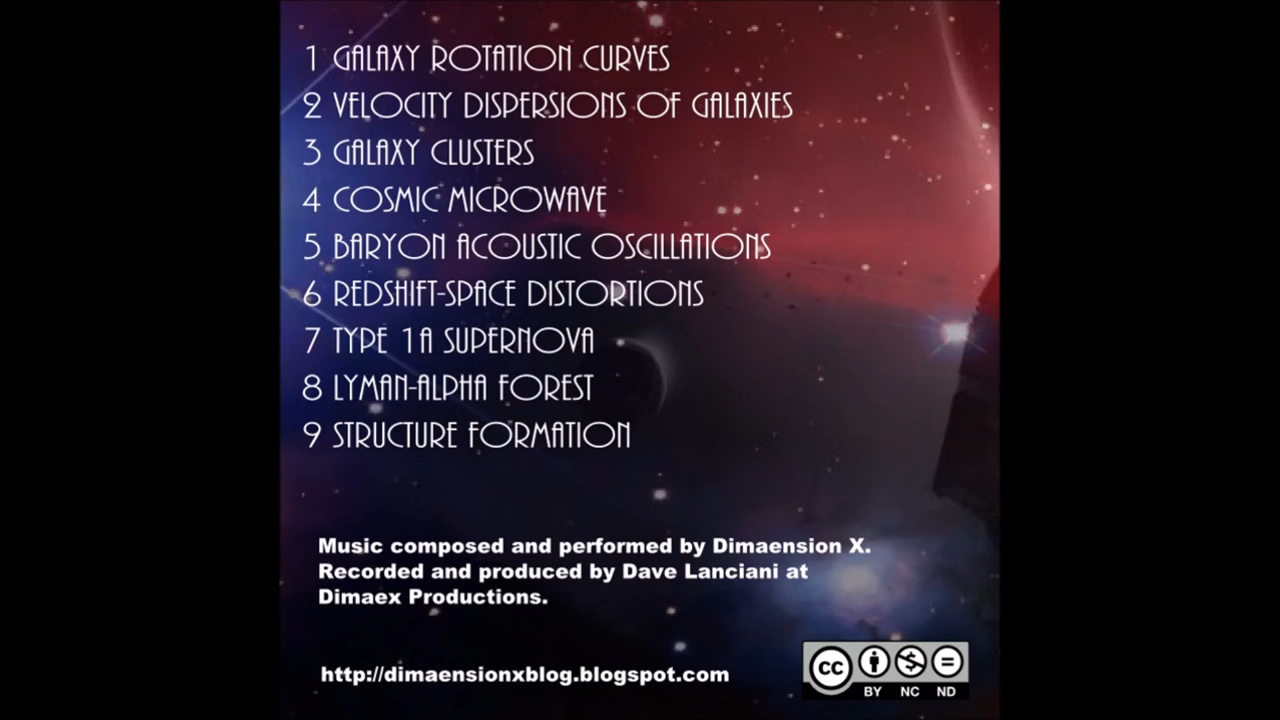 1 GALAXY ROTATION CURVES
2 VELOCITY DISPERSIONS OF GALAXIES
3 GALAXY CLUSTERS
4 COSMIC MICROWAVE
5 BARYON ACOUSTIC OSCILLATIONS
6 REDSHIFT-SPACE DISTORTIONS
7 TYPE 1A SUPERNOVA
8 LYMAN-ALPHA FOREST
9 STRUCTURE FORMATION
Music composed and performed by Dimaension X.
Recorded and produced by Dave Lanciani at
Dimaex Productions.
http://dimaensionxblog.blogspot.com
cc
BY NC ND